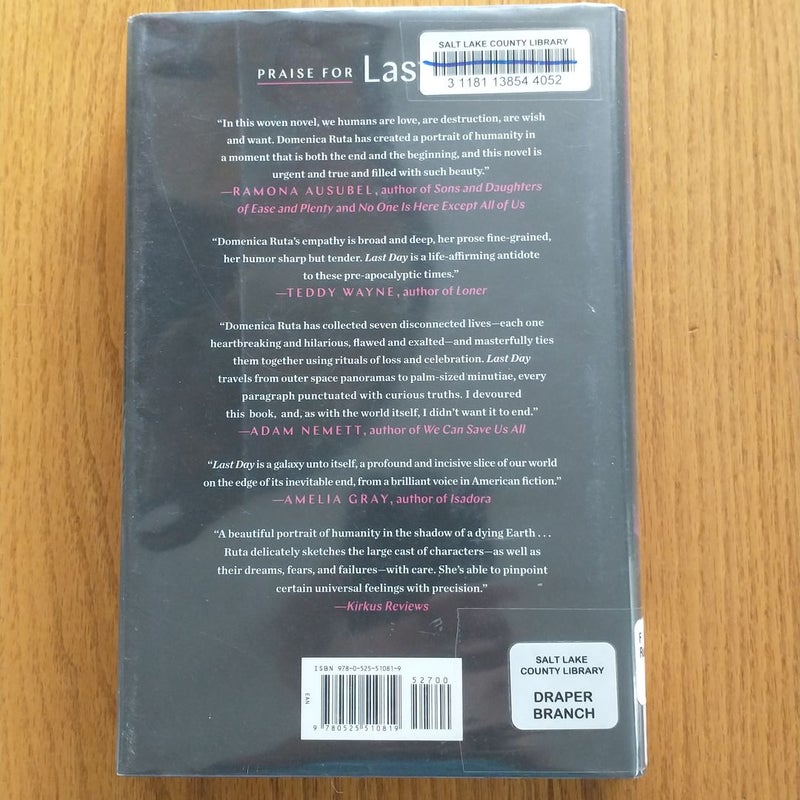 SALT LAKE COUNTY LIBRARY
3 1181 13854 4052
PRAISE FOR Las
“In this woven novel, we humans are love, are destruction, are wish
and want. Domenica Ruta has created a portrait of humanity in
a moment that is both the end and the beginning, and this novel is
urgent and true and filled with such beauty.”
—RAMONA AUSUBEL, author of Sons and Daughters
of Ease and Plenty and No One Is Here Except All of Us
“Domenica Ruta’s empathy is broad and deep, her prose fine-grained,
her humor sharp but tender. Last Day is a life-affirming antidote
to these pre-apocalyptic times.”
—TEDDY WAYNE, author of Loner
“Domenica Ruta has collected seven disconnected lives—each one
heartbreaking and hilarious, flawed and exalted—and masterfully ties
them together using rituals of loss and celebration. Last Day
travels from outer space panoramas to palm-sized minutiae, every
paragraph punctuated with curious truths. I devoured
this book, and, as with the world itself, I didn’t want it to end.”
—ADAM NEMETT, author of We Can Save Us All
“Last Day is a galaxy unto itself, a profound and incisive slice of our world
on the edge of its inevitable end, from a brilliant voice in American fiction.”
—AMELIA GRAY, author of Isadora
“A beautiful portrait of humanity in the shadow of a dying Earth . . .
Ruta delicately sketches the large cast of characters—as well as
their dreams, fears, and failures—with care. She’s able to pinpoint
certain universal feelings with precision.”
—Kirkus Reviews
ISBN 978-0-525-51081-9
52700
EAN
9 780525 510819
SALT LAKE
COUNTY LIBRARY
DRAPER
BRANCH
F